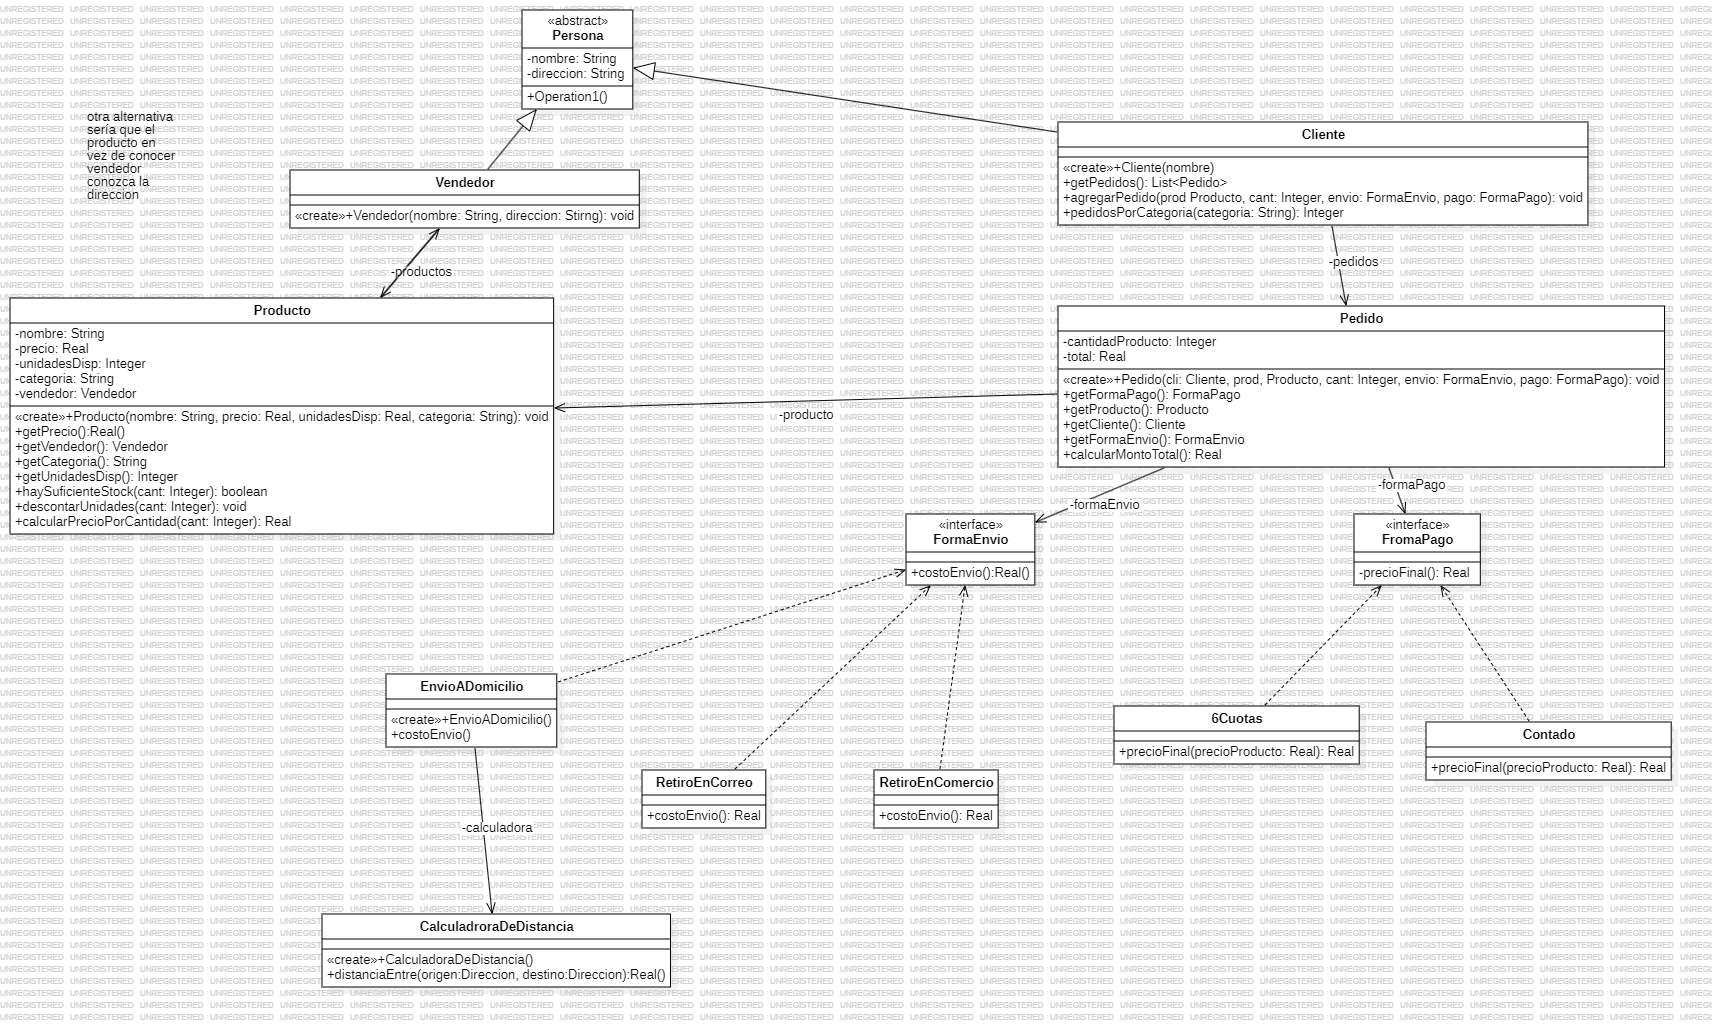 «abstract»
Persona
-nombre: String
-direccion: String
+Operation1()
otra alternativa
sería que el
producto en
vez de conocer
vendedor
conozca la
direccion
Vendedor
«create»+Vendedor(nombre: String, direccion: Stirng): void
Cliente
«create»+Cliente(nombre)
+getPedidos(): List<Pedido>
+agregarPedido(prod Producto, cant: Integer, envio: FormaEnvio, pago: FormaPago): void
+pedidosPorCategoria(categoria: String): Integer
-productos
-pedidos
Producto
-nombre: String
-precio: Real
-unidadesDisp: Integer
-categoria: String
-vendedor: Vendedor
«create»+Producto(nombre: String, precio: Real, unidadesDisp: Real, categoria: String): void
+getPrecio():Real()
+getVendedor(): Vendedor
+getCategoria(): String
+getUnidadesDisp(): Integer
+haySuficienteStock(cant: Integer): boolean
+descontarUnidades(cant: Integer): void
+calcularPrecioPorCantidad(cant: Integer): Real
Pedido
-cantidadProducto: Integer
-total: Real
«create»+Pedido(cli: Cliente, prod, Producto, cant: Integer, envio: FormaEnvio, pago: FormaPago): void
+getFormaPago(): FormaPago
+getProducto(): Producto
+getCliente(): Cliente
+getFormaEnvio(): FormaEnvio
+calcularMontoTotal(): Real
-producto
-formaEnvio
-formaPago
«interface»
FormaEnvio
+costoEnvio():Real()
«interface»
FromaPago
-precioFinal(): Real
EnvioADomicilio
«create»+EnvioADomicilio()
+costoEnvio()
6Cuotas
+precioFinal(precioProducto: Real): Real
Contado
+precioFinal(precioProducto: Real): Real
RetiroEnCorreo
+costoEnvio(): Real
RetiroEnComercio
+costoEnvio(): Real
-calculadora
CalculadroraDeDistancia
«create»+CalculadoraDeDistancia()
+distanciaEntre(origen:Direccion, destino:Direccion):Real()
UNREGISTERED